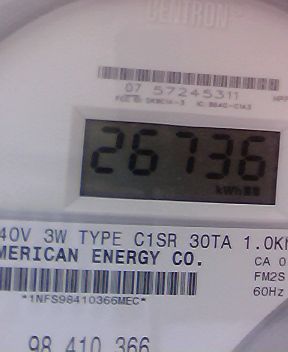 CENTRON
07 57245311
26736
kWh
40V 3W TYPE C1SR 30TA 1.0Kh
MERICAN ENERGY CO.
CA 0
FM2S
*1NFS98410366MEC*
60Hz
98 410 366